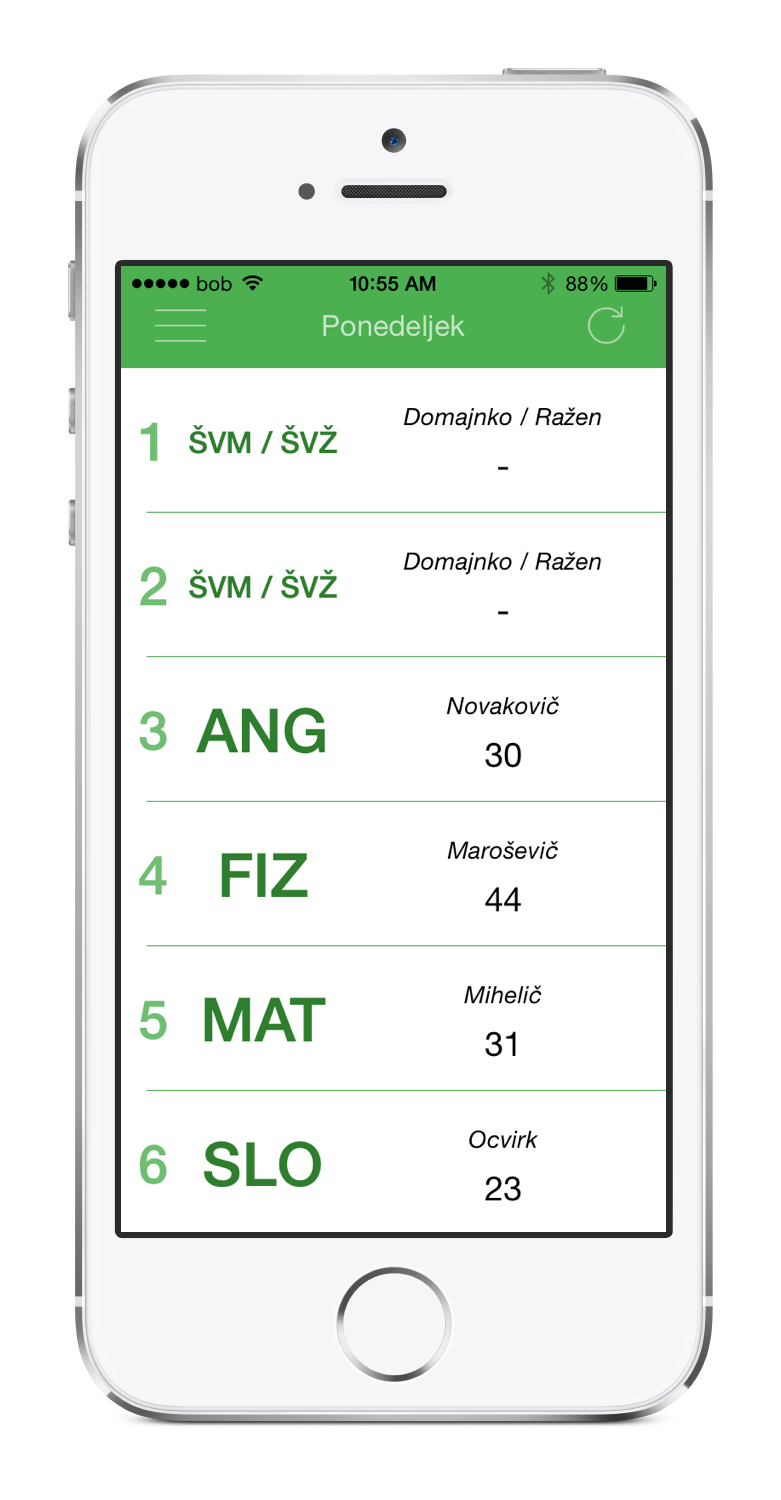 bob 10:55 AM 88%
Ponedeljek
1 ŠVM / ŠVŽ Domajnko / Ražen
-
2 ŠVM / ŠVŽ Domajnko / Ražen
-
3 ANG Novakovič
30
4 FIZ Maroševič
44
5 MAT Mihelič
31
6 SLO Ocvirk
23